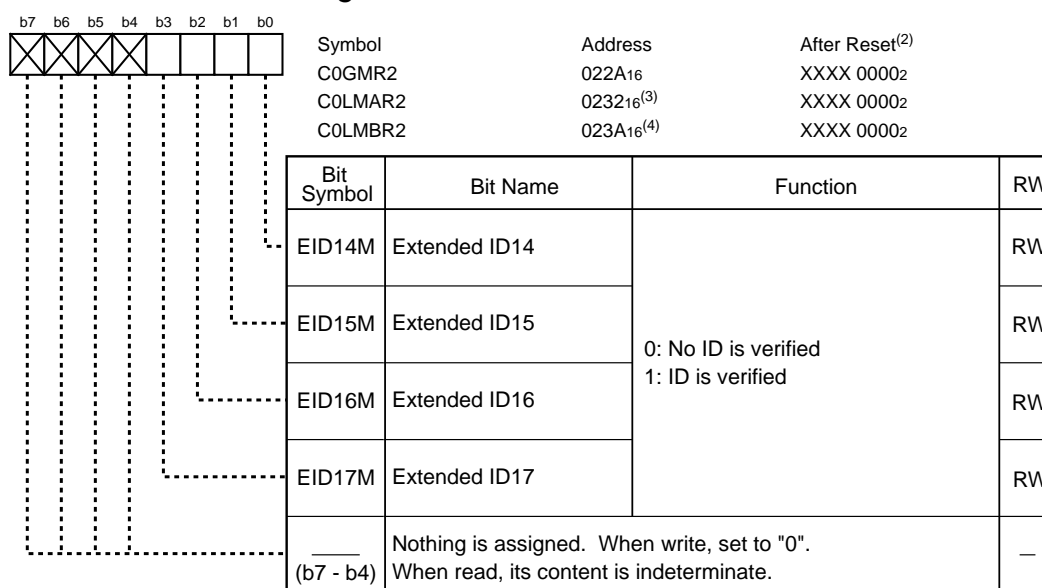 b7 b6 b5 b4 b3 b2 b1 b0
Symbol Address After Reset(2)
C0GMR2 022A16 XXXX 00002
C0LMAR2 023216(3) XXXX 00002
C0LMBR2 023A16(4) XXXX 00002
Bit Symbol Bit Name Function RW
EID14M Extended ID14 RW
EID15M Extended ID15 RW
0: No ID is verified
1: ID is verified
EID16M Extended ID16 RW
EID17M Extended ID17 RW
(b7 - b4) Nothing is assigned. When write, set to "0".
When read, its content is indeterminate. —